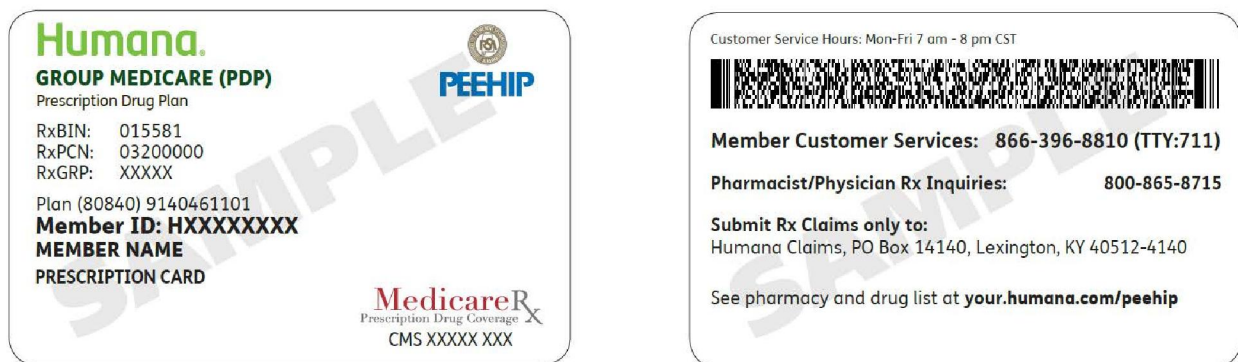 Humana.
GROUP MEDICARE (PDP)
Prescription Drug Plan
RxBIN: 015581
RxPCN: 03200000
RxGRP: XXXXX
Plan (80840) 9140461101
Member ID: HXXXXXXXX
MEMBER NAME
PRESCRIPTION CARD
RSA
PEEHIP
MedicareRx
Prescription Drug Coverage
CMS XXXXX XXX
SAMPLE
Customer Service Hours: Mon-Fri 7 am - 8 pm CST
Member Customer Services: 866-396-8810 (TTY:711)
Pharmacist/Physician Rx Inquiries: 800-865-8715
Submit Rx Claims only to:
Humana Claims, PO Box 14140, Lexington, KY 40512-4140
See pharmacy and drug list at your.humana.com/peehip
SAMPLE